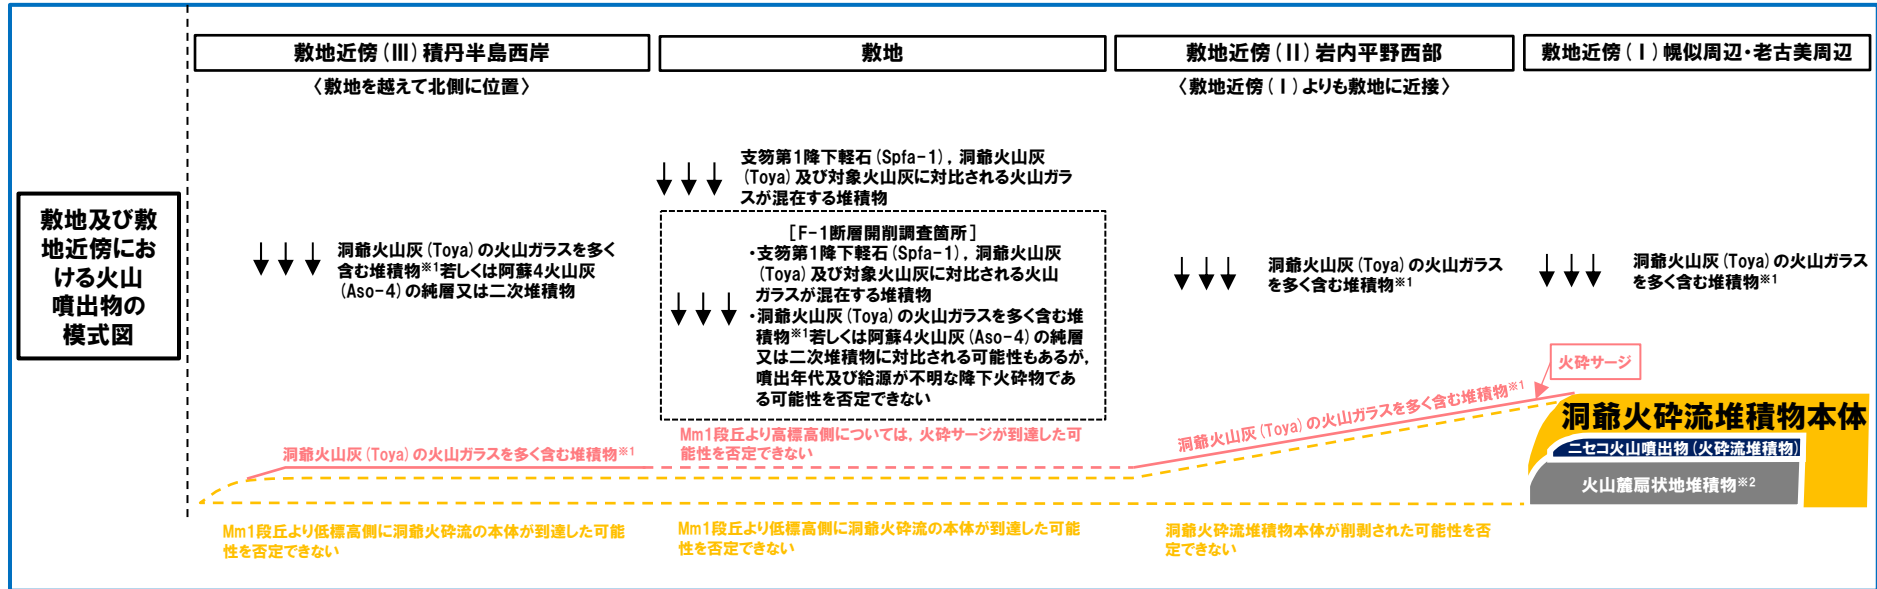 敷地及び敷
地近傍にお
ける火山
噴出物の
模式図
敷地近傍(Ⅲ)積丹半島西岸
〈敷地を越えて北側に位置〉
洞爺火山灰(Toya)の火山ガラスを多く
含む堆積物※1若しくは阿蘇4火山灰
(Aso-4)の純層又は二次堆積物
洞爺火山灰(Toya)の火山ガラスを多く含む堆積物※1
Mm1段丘より低標高側に洞爺火砕流の本体が到達した可能
性を否定できない
敷地
支笏第1降下軽石(Spfa-1),洞爺火山灰
(Toya)及び対象火山灰に対比される火山ガラ
スが混在する堆積物
[F-1断層開削調査箇所]
・支笏第1降下軽石(Spfa-1),洞爺火山灰
(Toya)及び対象火山灰に対比される火山
ガラスが混在する堆積物
・洞爺火山灰(Toya)の火山ガラスを多く含む堆
積物※1若しくは阿蘇4火山灰(Aso-4)の純層
又は二次堆積物に対比される可能性もあるが,
噴出年代及び給源が不明な降下火砕物であ
る可能性を否定できない
Mm1段丘より高標高側については,火砕サージが到達した可
能性を否定できない
Mm1段丘より低標高側に洞爺火砕流の本体が到達した可能
性を否定できない
敷地近傍(Ⅱ)岩内平野西部
〈敷地近傍(Ⅰ)よりも敷地に近接〉
洞爺火山灰(Toya)の火山ガラス
を多く含む堆積物※1
洞爺火山灰(Toya)の火山ガラスを多く含む堆積物※1
洞爺火砕流堆積物本体が削剥された可能性を否
定できない
敷地近傍(Ⅰ)幌似周辺・老古美周辺
洞爺火山灰(Toya)の火山ガラス
を多く含む堆積物※1
火砕サージ
洞爺火砕流堆積物本体
ニセコ火山噴出物(火砕流堆積物)
火山麓扇状地堆積物※2